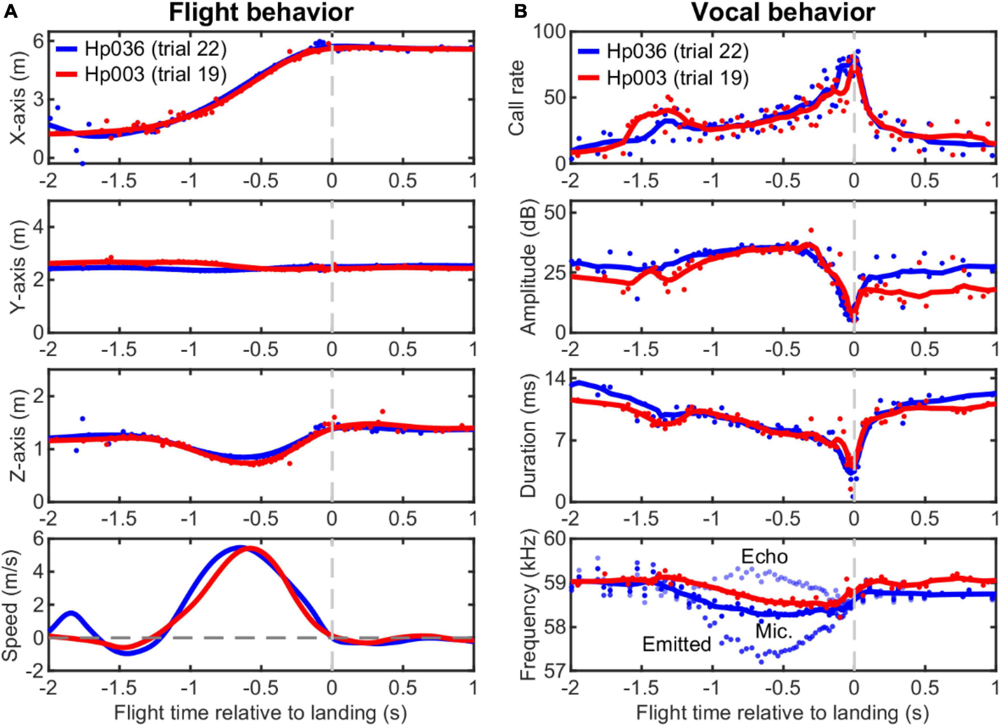 A Flight behavior
X-axis (m)
6
3
0
Hp036 (trial 22)
Hp003 (trial 19)
-2 -1.5 -1 -0.5 0 0.5 1
Y-axis (m)
4
2
0
-2 -1.5 -1 -0.5 0 0.5 1
Z-axis (m)
2
1
0
-2 -1.5 -1 -0.5 0 0.5 1
Speed (m/s)
6
4
2
0
-2
-2 -1.5 -1 -0.5 0 0.5 1
Flight time relative to landing (s)
B Vocal behavior
Call rate
100
50
0
Hp036 (trial 22)
Hp003 (trial 19)
-2 -1.5 -1 -0.5 0 0.5 1
Amplitude (dB)
50
25
0
-2 -1.5 -1 -0.5 0 0.5 1
Duration (ms)
14
7
0
-2 -1.5 -1 -0.5 0 0.5 1
Frequency (kHz)
60
59
58
57
Echo
Mic.
Emitted
-2 -1.5 -1 -0.5 0 0.5 1
Flight time relative to landing (s)